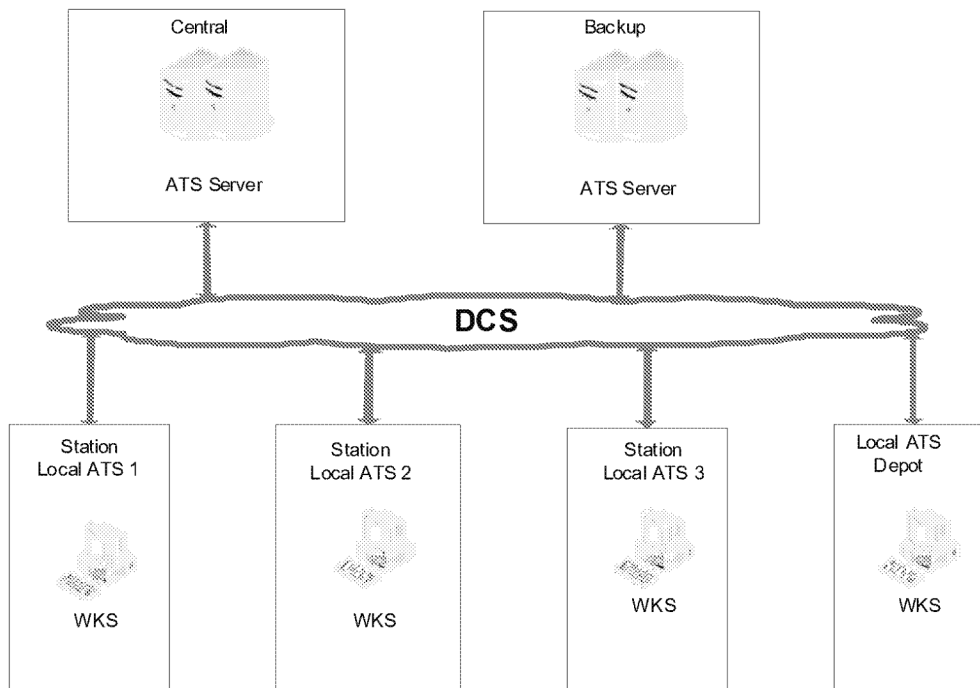 Central
Backup
ATS Server
ATS Server
DCS
Station
Local ATS 1
Station
Local ATS 2
Station
Local ATS 3
Local ATS
Depot
WKS
WKS
WKS
WKS